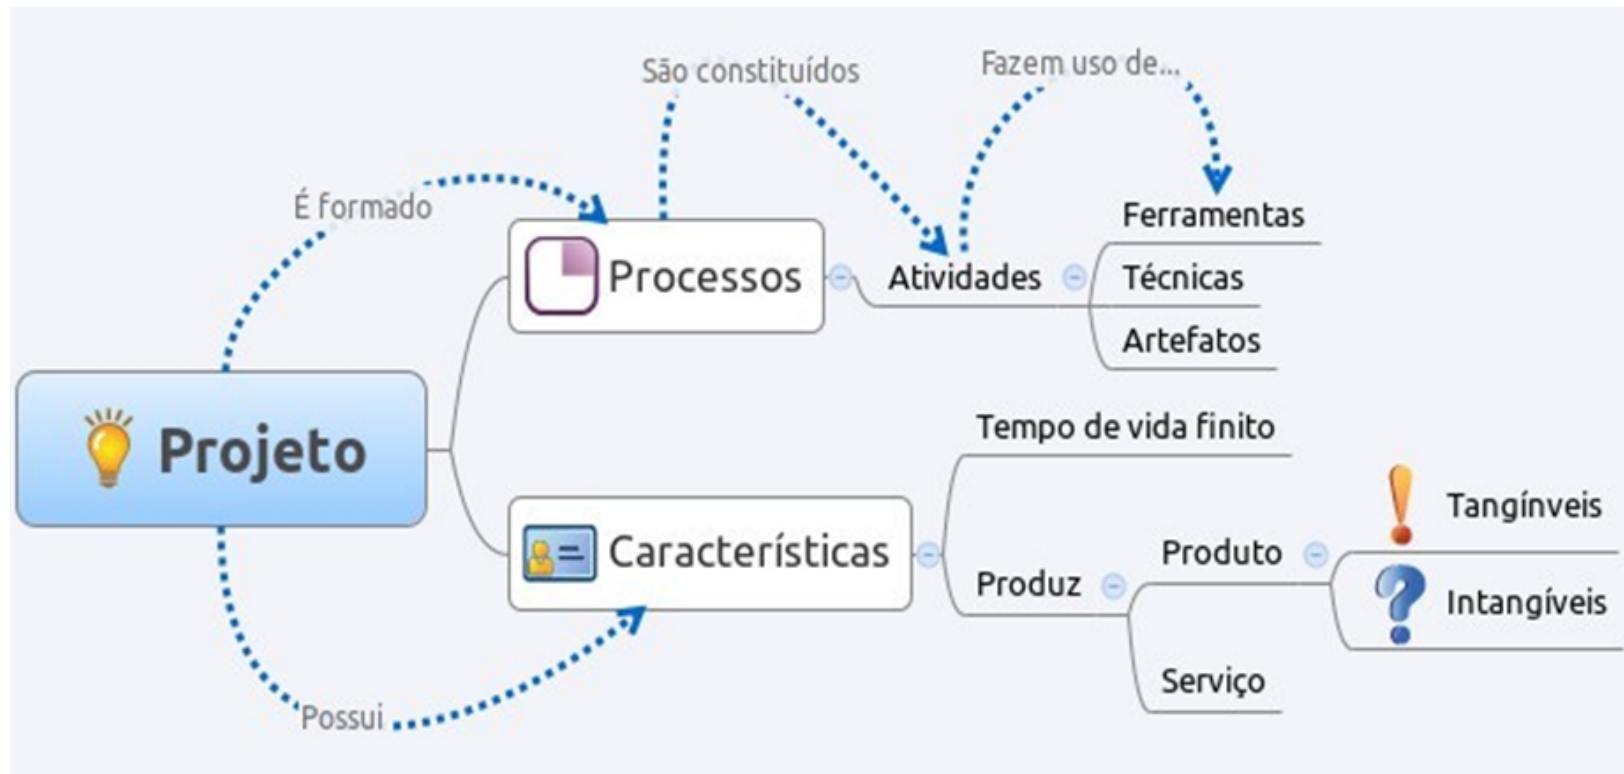 São constituídos
Fazem uso de...
É formado
Ferramentas
Processos
Atividades
Técnicas
Artefatos
Projeto
Tempo de vida finito
Características
Tangínveis
Produto
Produz
Intangíveis
Serviço
Possui